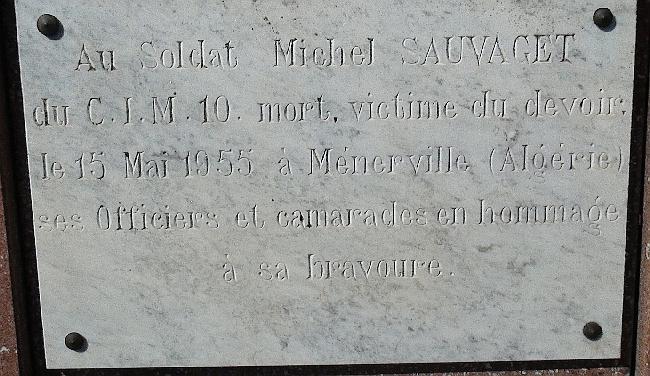 Au Soldat Michel SAUVAGET
du C.I.M. 10. mort, victime du devoir,
le 15 Mai 1955 à Ménerville (Algérie)
ses Officiers et camarades en hommage
à sa bravoure.